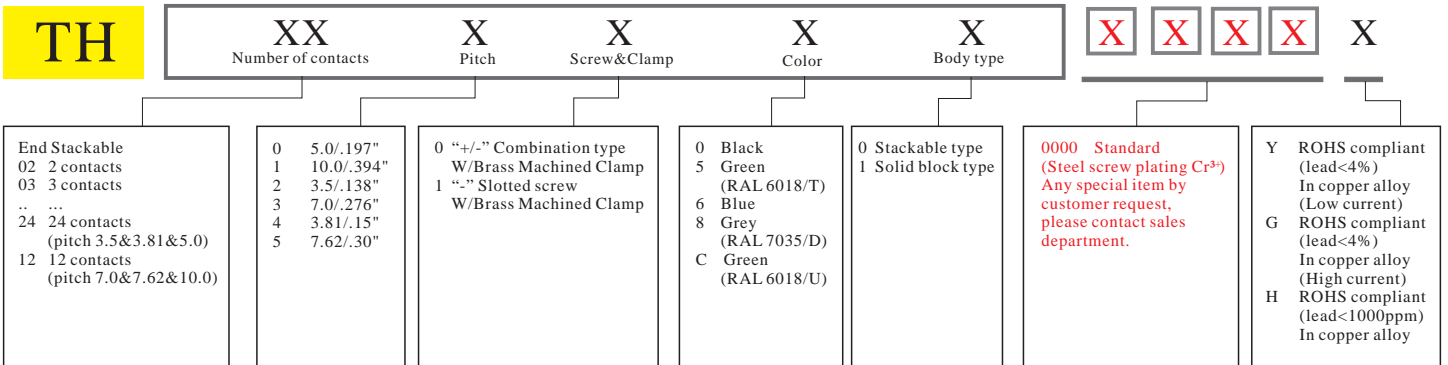 TH XX X X X X X X X X X
Number of contacts Pitch Screw&Clamp Color Body type
End Stackable
02 2 contacts
03 3 contacts
.. ...
24 24 contacts
(pitch 3.5&3.81&5.0)
12 12 contacts
(pitch 7.0&7.62&10.0)
0 5.0/.197"
1 10.0/.394"
2 3.5/.138"
3 7.0/.276"
4 3.81/.15"
5 7.62/.30"
0 “+/-” Combination type
W/Brass Machined Clamp
1 “-” Slotted screw
W/Brass Machined Clamp
0 Black
5 Green
(RAL 6018/T)
6 Blue
8 Grey
(RAL 7035/D)
C Green
(RAL 6018/U)
0 Stackable type
1 Solid block type
0000 Standard
(Steel screw plating Cr³⁺)
Any special item by
customer request,
please contact sales
department.
Y ROHS compliant
(lead<4%)
In copper alloy
(Low current)
G ROHS compliant
(lead<4%)
In copper alloy
(High current)
H ROHS compliant
(lead<1000ppm)
In copper alloy